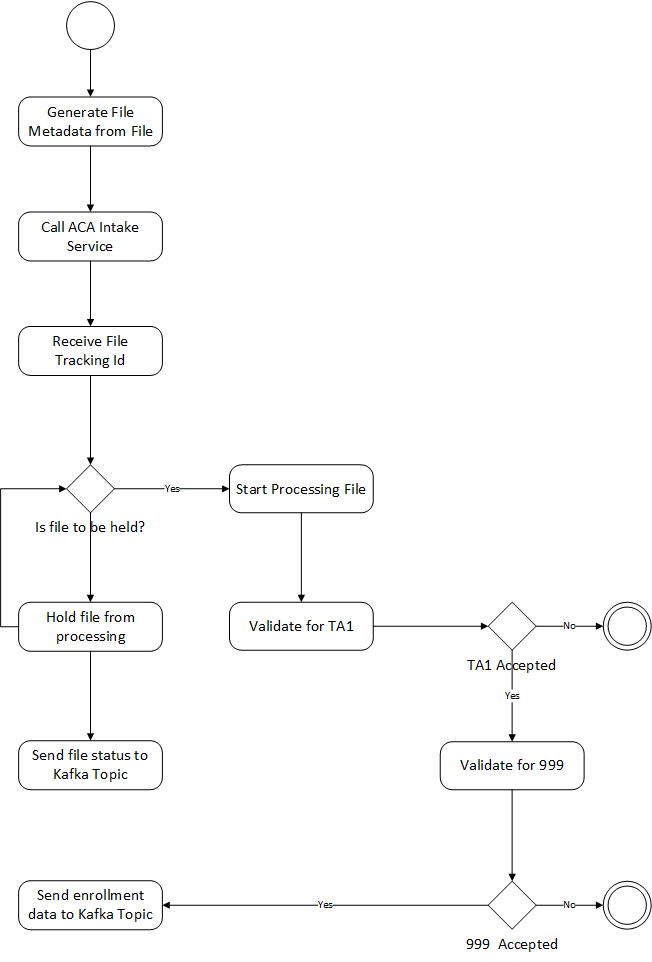 Generate File
Metadata from File
Call ACA Intake
Service
Receive File
Tracking Id
Yes
Start Processing File
Is file to be held?
Hold file from
processing
Validate for TA1
No
TA1 Accepted
Yes
Send file status to
Kafka Topic
Validate for 999
Send enrollment
data to Kafka Topic
Yes
No
999 Accepted